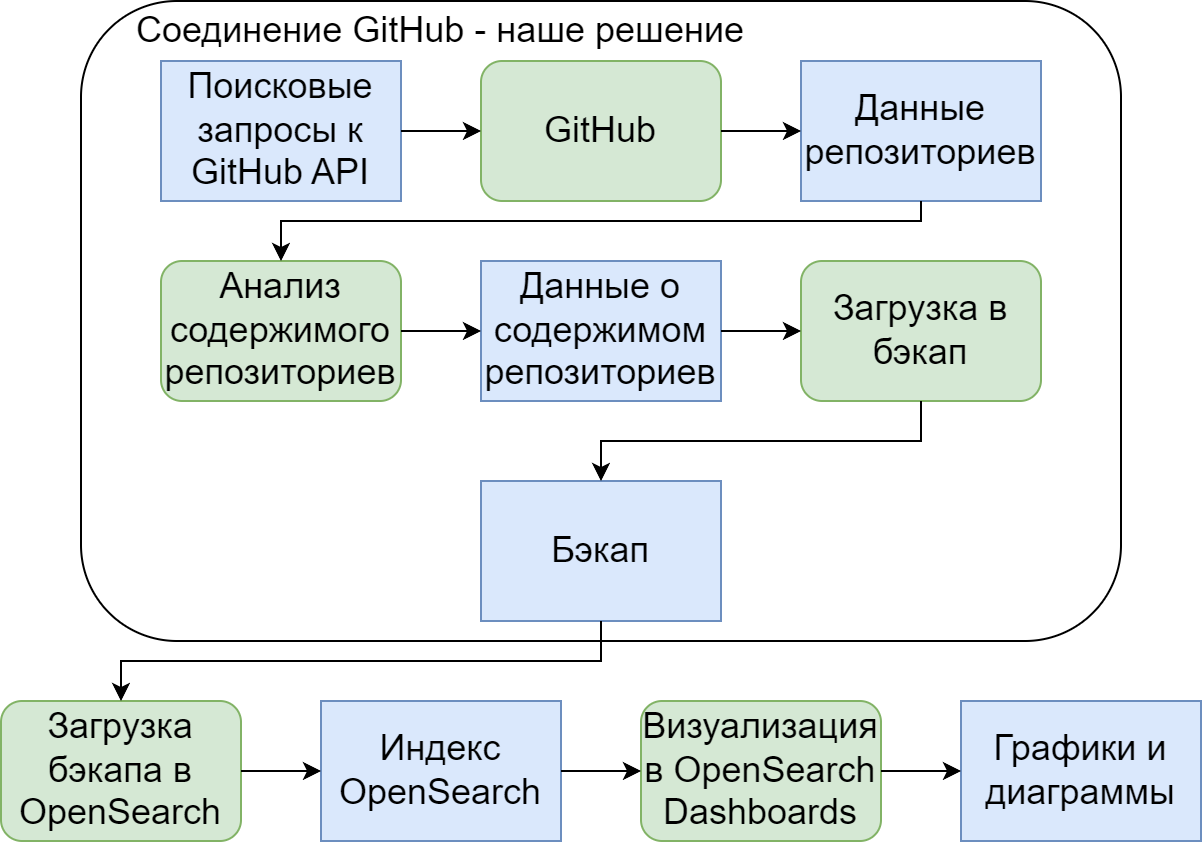 Соединение GitHub - наше решение
Поисковые
запросы к
GitHub API
GitHub
Данные
репозиториев
Анализ
содержимого
репозиториев
Данные о
содержимом
репозиториев
Загрузка в
бэкап
Бэкап
Загрузка
бэкапа в
OpenSearch
Индекс
OpenSearch
Визуализация
в OpenSearch
Dashboards
Графики и
диаграммы